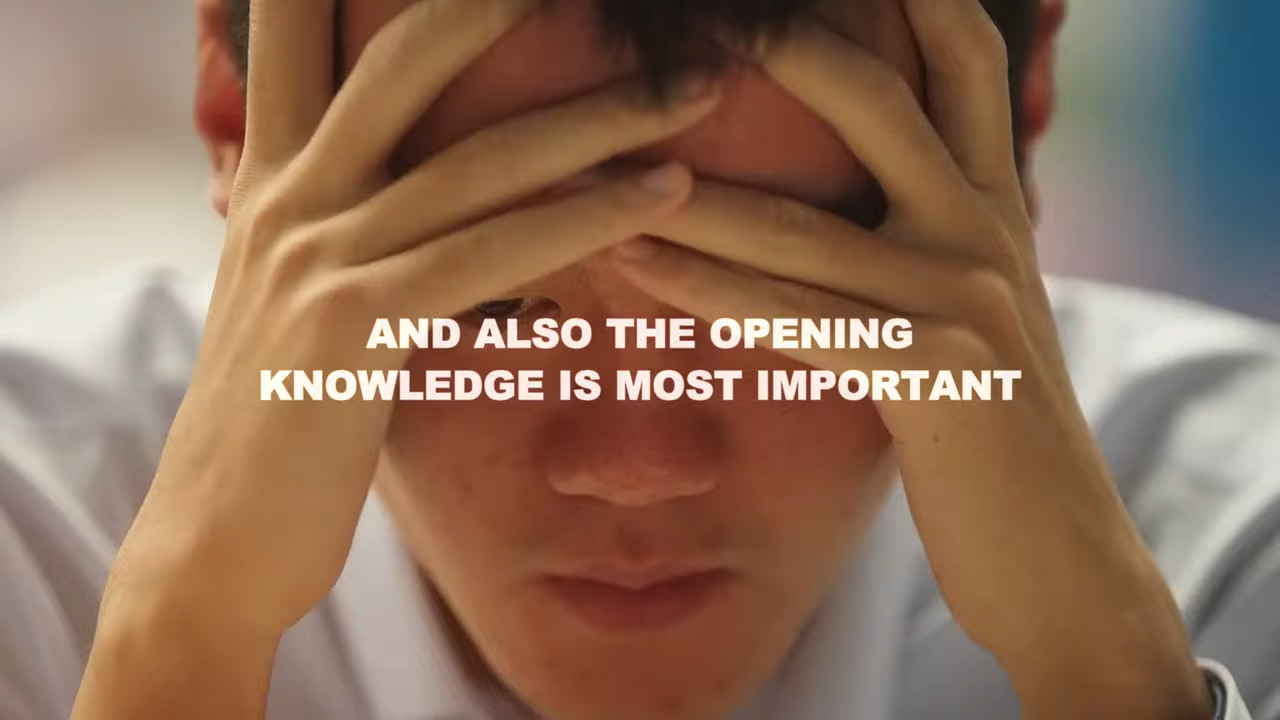 AND ALSO THE OPENING
KNOWLEDGE IS MOST IMPORTANT